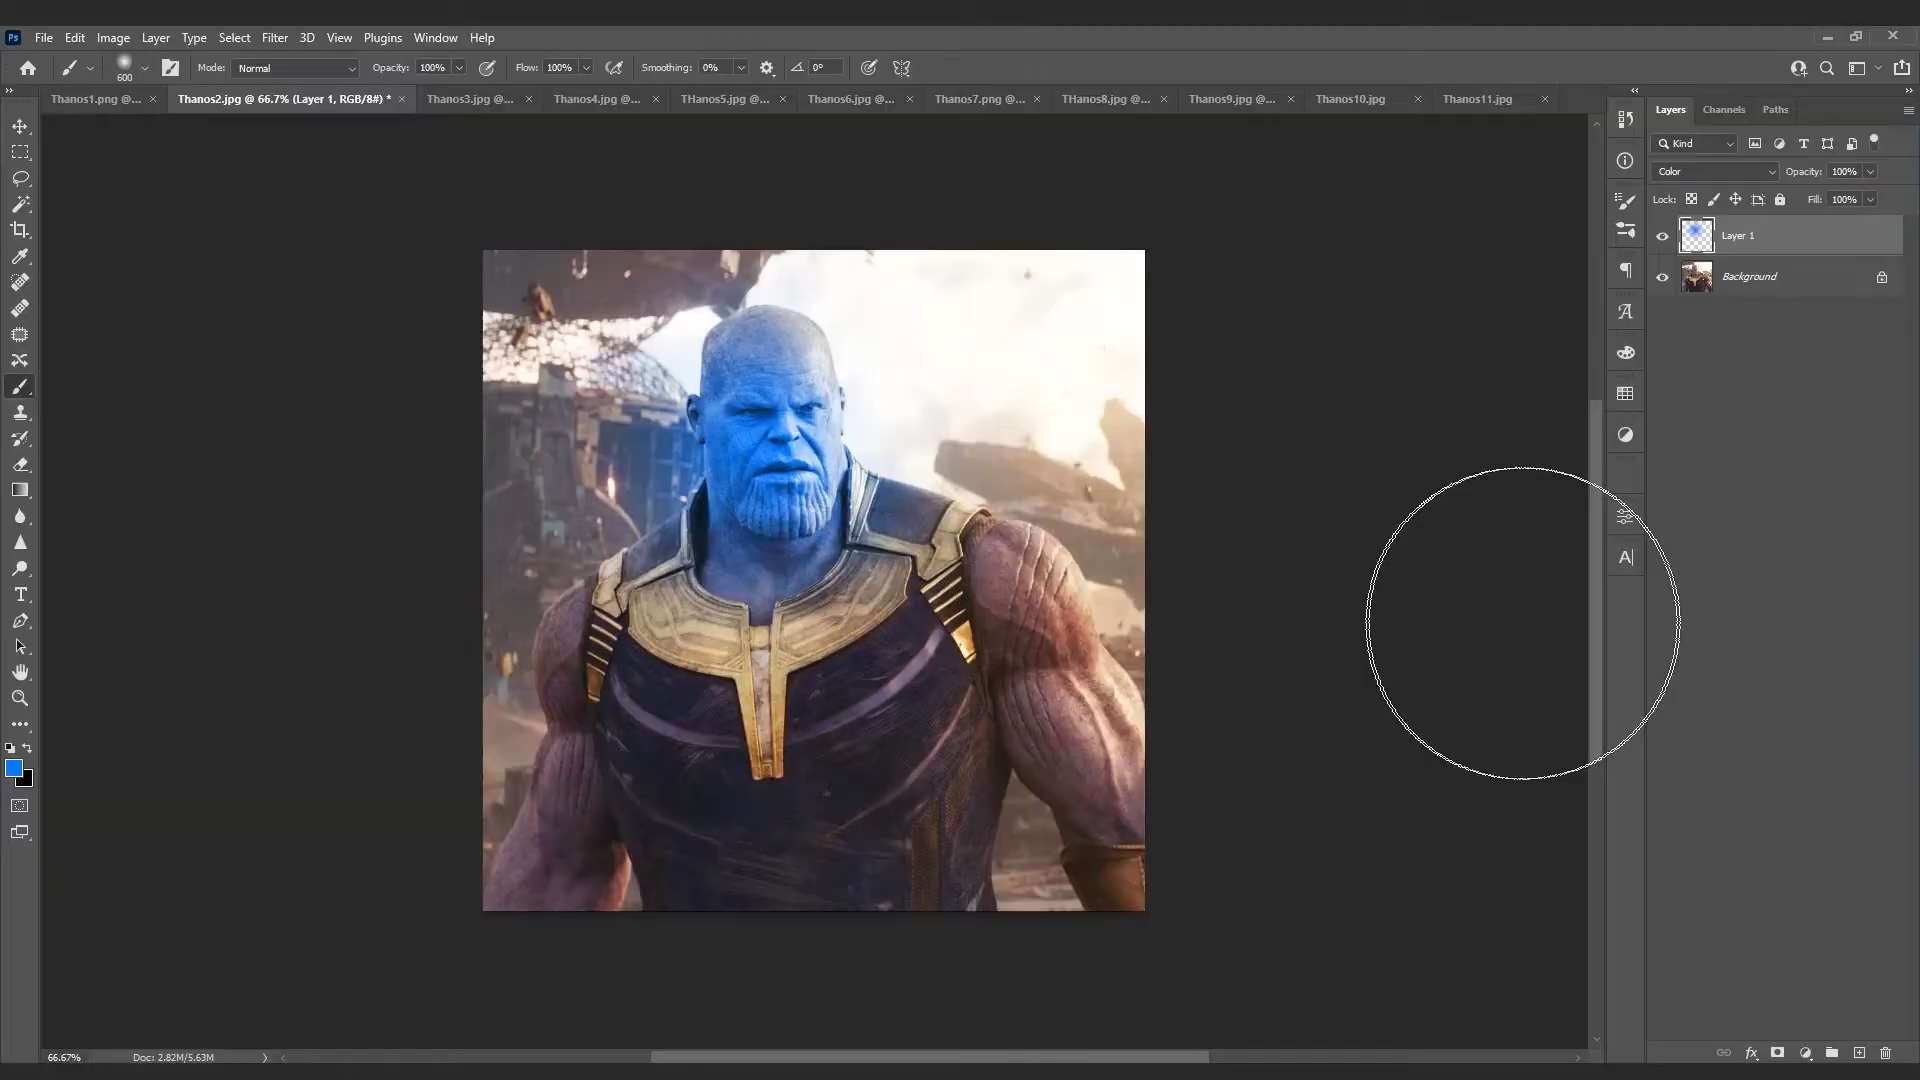 Ps File Edit Image Layer Type Select Filter 3D View Plugins Window Help
600 Mode: Normal Opacity: 100% Flow: 100% Smoothing: 0% 0°
Thanos1.png @... Thanos2.jpg @ 66.7% (Layer 1, RGB/8#) * Thanos3.jpg @... Thanos4.jpg @... THanos5.jpg @... Thanos6.jpg @... Thanos7.png @... THanos8.jpg @... Thanos9.jpg @... Thanos10.jpg Thanos11.jpg
Layers Channels Paths
Kind
Color Opacity: 100%
Lock: Fill: 100%
Layer 1
Background
66.67% Doc: 2.82M/5.63M